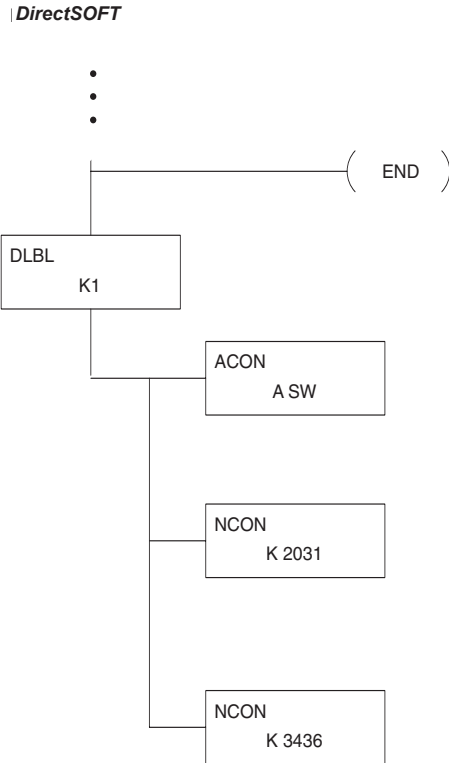 DirectSOFT
END
DLBL
K1
ACON
A SW
NCON
K 2031
NCON
K 3436